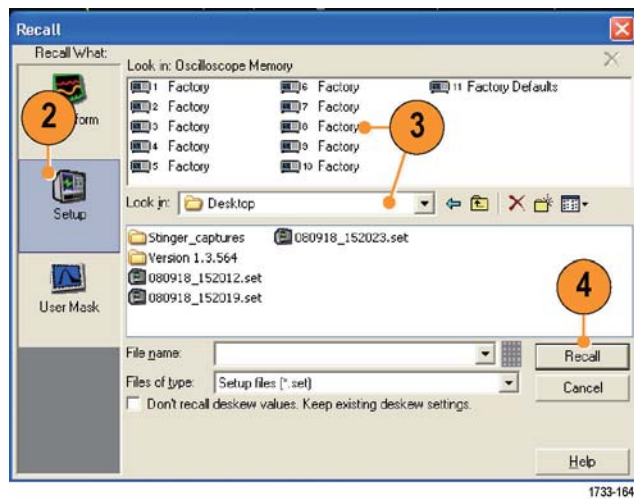 Recall
Recall What:
Look in: Oscilloscope Memory
1 Factory
2 Factory
3 Factory
4 Factory
5 Factory
6 Factory
7 Factory
8 Factory
9 Factory
10 Factory
11 Factory Defaults
2
form
3
Setup
Look in: Desktop
Stinger_captures
Version 1.3.564
080918_152012.set
080918_152019.set
080918_152023.set
User Mask
4
File name:
Recall
Files of type: Setup files (*.set)
Cancel
Don't recall deskew values. Keep existing deskew settings.
Help
1733-164